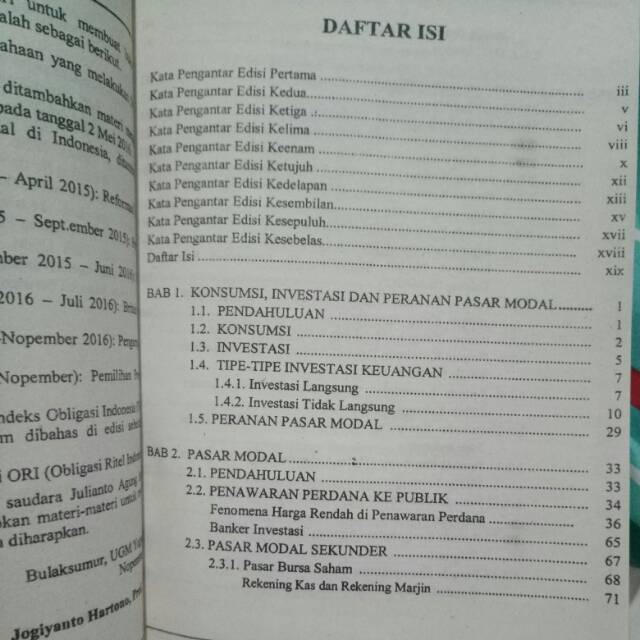 untuk membuat
alah sebagai berikut.
ahaan yang melakukan
ditambahkan materi
pada tanggal 2 Mei
al di Indonesia,
– April 2015):
5 – Sept.ember 2015):
mber 2015 – Juni 2016
2016 – Juli 2016):
-Nopember 2016):
Nopember): Pemilihan
ndeks Obligasi Indonesia
m dibahas di edisi
i ORI (Obligasi Ritel
saudara Julianto Agung
kan materi-materi untuk
a diharapkan.
Bulaksumur, UGM
Jogiyanto Hartono,
DAFTAR ISI
Kata Pengantar Edisi Pertama ... iii
Kata Pengantar Edisi Kedua... v
Kata Pengantar Edisi Ketiga ... vi
Kata Pengantar Edisi Kelima... viii
Kata Pengantar Edisi Keenam ... x
Kata Pengantar Edisi Ketujuh ... xii
Kata Pengantar Edisi Kedelapan ... xiii
Kata Pengantar Edisi Kesembilan... xv
Kata Pengantar Edisi Kesepuluh... xvii
Kata Pengantar Edisi Kesebelas... xviii
Daftar Isi ... xix
BAB 1. KONSUMSI, INVESTASI DAN PERANAN PASAR MODAL... 1
1.1. PENDAHULUAN ... 1
1.2. KONSUMSI ... 2
1.3. INVESTASI ... 5
1.4. TIPE-TIPE INVESTASI KEUANGAN ... 7
1.4.1. Investasi Langsung ... 7
1.4.2. Investasi Tidak Langsung ... 10
1.5. PERANAN PASAR MODAL ... 29
BAB 2. PASAR MODAL ... 33
2.1. PENDAHULUAN ... 33
2.2. PENAWARAN PERDANA KE PUBLIK ... 34
Fenomena Harga Rendah di Penawaran Perdana ... 36
Banker Investasi ... 65
2.3. PASAR MODAL SEKUNDER ... 67
2.3.1. Pasar Bursa Saham ... 68
Rekening Kas dan Rekening Marjin ... 71